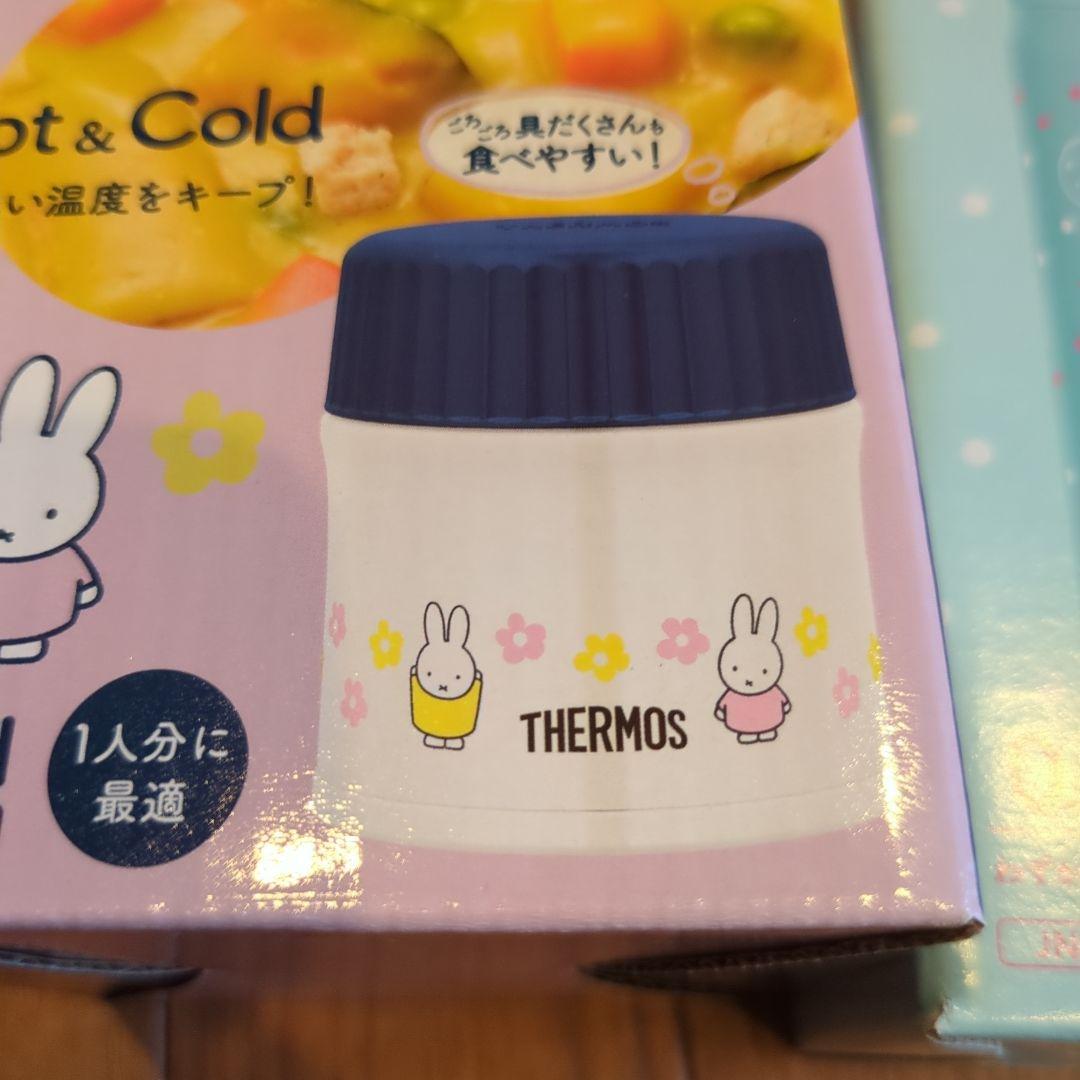 ot & Cold
い温度をキープ!
ごろごろ具だくさんも
食べやすい!
THERMOS
1人分に
最適